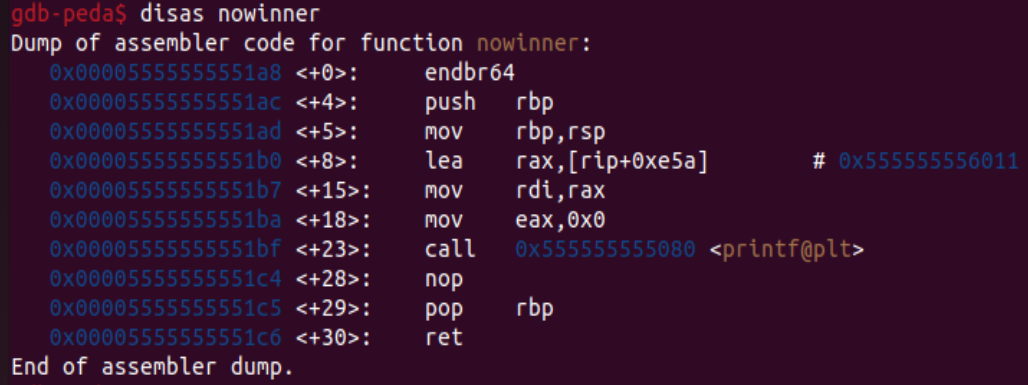 gdb-peda$ disas nowinner
Dump of assembler code for function nowinner:
   0x00005555555551a8 <+0>:     endbr64
   0x00005555555551ac <+4>:     push   rbp
   0x00005555555551ad <+5>:     mov    rbp,rsp
   0x00005555555551b0 <+8>:     lea    rax,[rip+0xe5a]        # 0x555555556011
   0x00005555555551b7 <+15>:    mov    rdi,rax
   0x00005555555551ba <+18>:    mov    eax,0x0
   0x00005555555551bf <+23>:    call   0x555555555080 <printf@plt>
   0x00005555555551c4 <+28>:    nop
   0x00005555555551c5 <+29>:    pop    rbp
   0x00005555555551c6 <+30>:    ret
End of assembler dump.